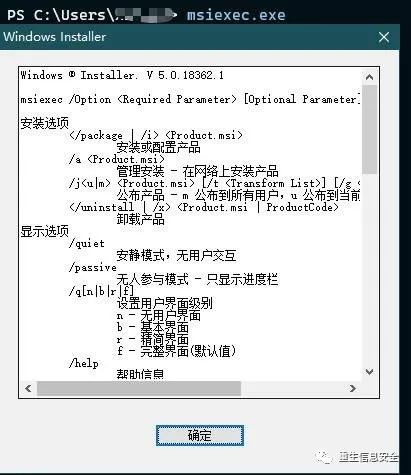 PS C:\Users\ > msiexec.exe
Windows Installer
Windows ® Installer. V 5.0.18362.1
msiexec /Option <Required Parameter> [Optional Parameter]
安装选项
</package | /i> <Product.msi>
安装或配置产品
/a <Product.msi>
管理安装 - 在网络上安装产品
/j<u|m> <Product.msi> [/t <Transform List>] [/g <
公布产品 - m 公布到所有用户，u 公布到当前
</uninstall | /x> <Product.msi | ProductCode>
卸载产品
显示选项
/quiet
安静模式，无用户交互
/passive
无人参与模式 - 只显示进度栏
/q[n|b|r|f]
设置用户界面级别
n - 无用户界面
b - 基本界面
r - 精简界面
f - 完整界面(默认值)
/help
帮助信息
确定
重生信息安全